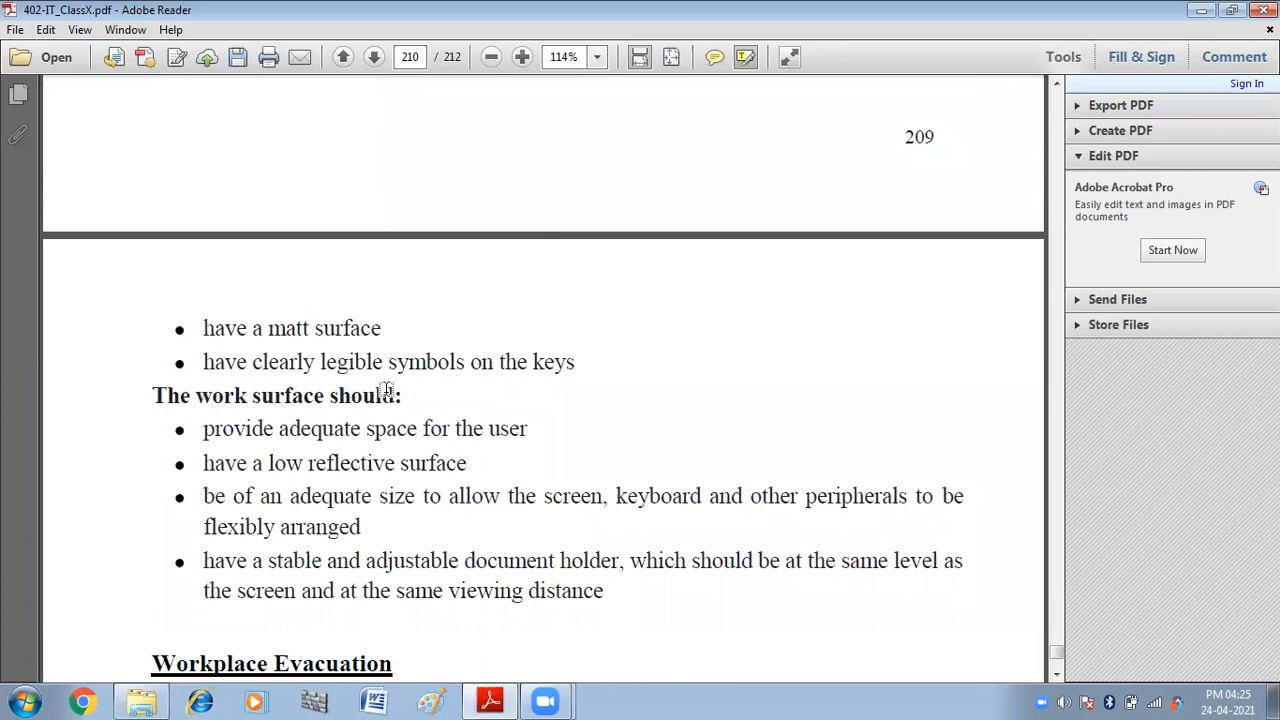 402-IT_ClassX.pdf - Adobe Reader
File Edit View Window Help
Open 210 / 212 114% Tools Fill & Sign Comment
Sign In
Export PDF
Create PDF
Edit PDF
Adobe Acrobat Pro
Easily edit text and images in PDF
documents
Start Now
Send Files
Store Files
209
• have a matt surface
• have clearly legible symbols on the keys
The work surface should:
• provide adequate space for the user
• have a low reflective surface
• be of an adequate size to allow the screen, keyboard and other peripherals to be
flexibly arranged
• have a stable and adjustable document holder, which should be at the same level as
the screen and at the same viewing distance
Workplace Evacuation
PM 04:25
24-04-2021